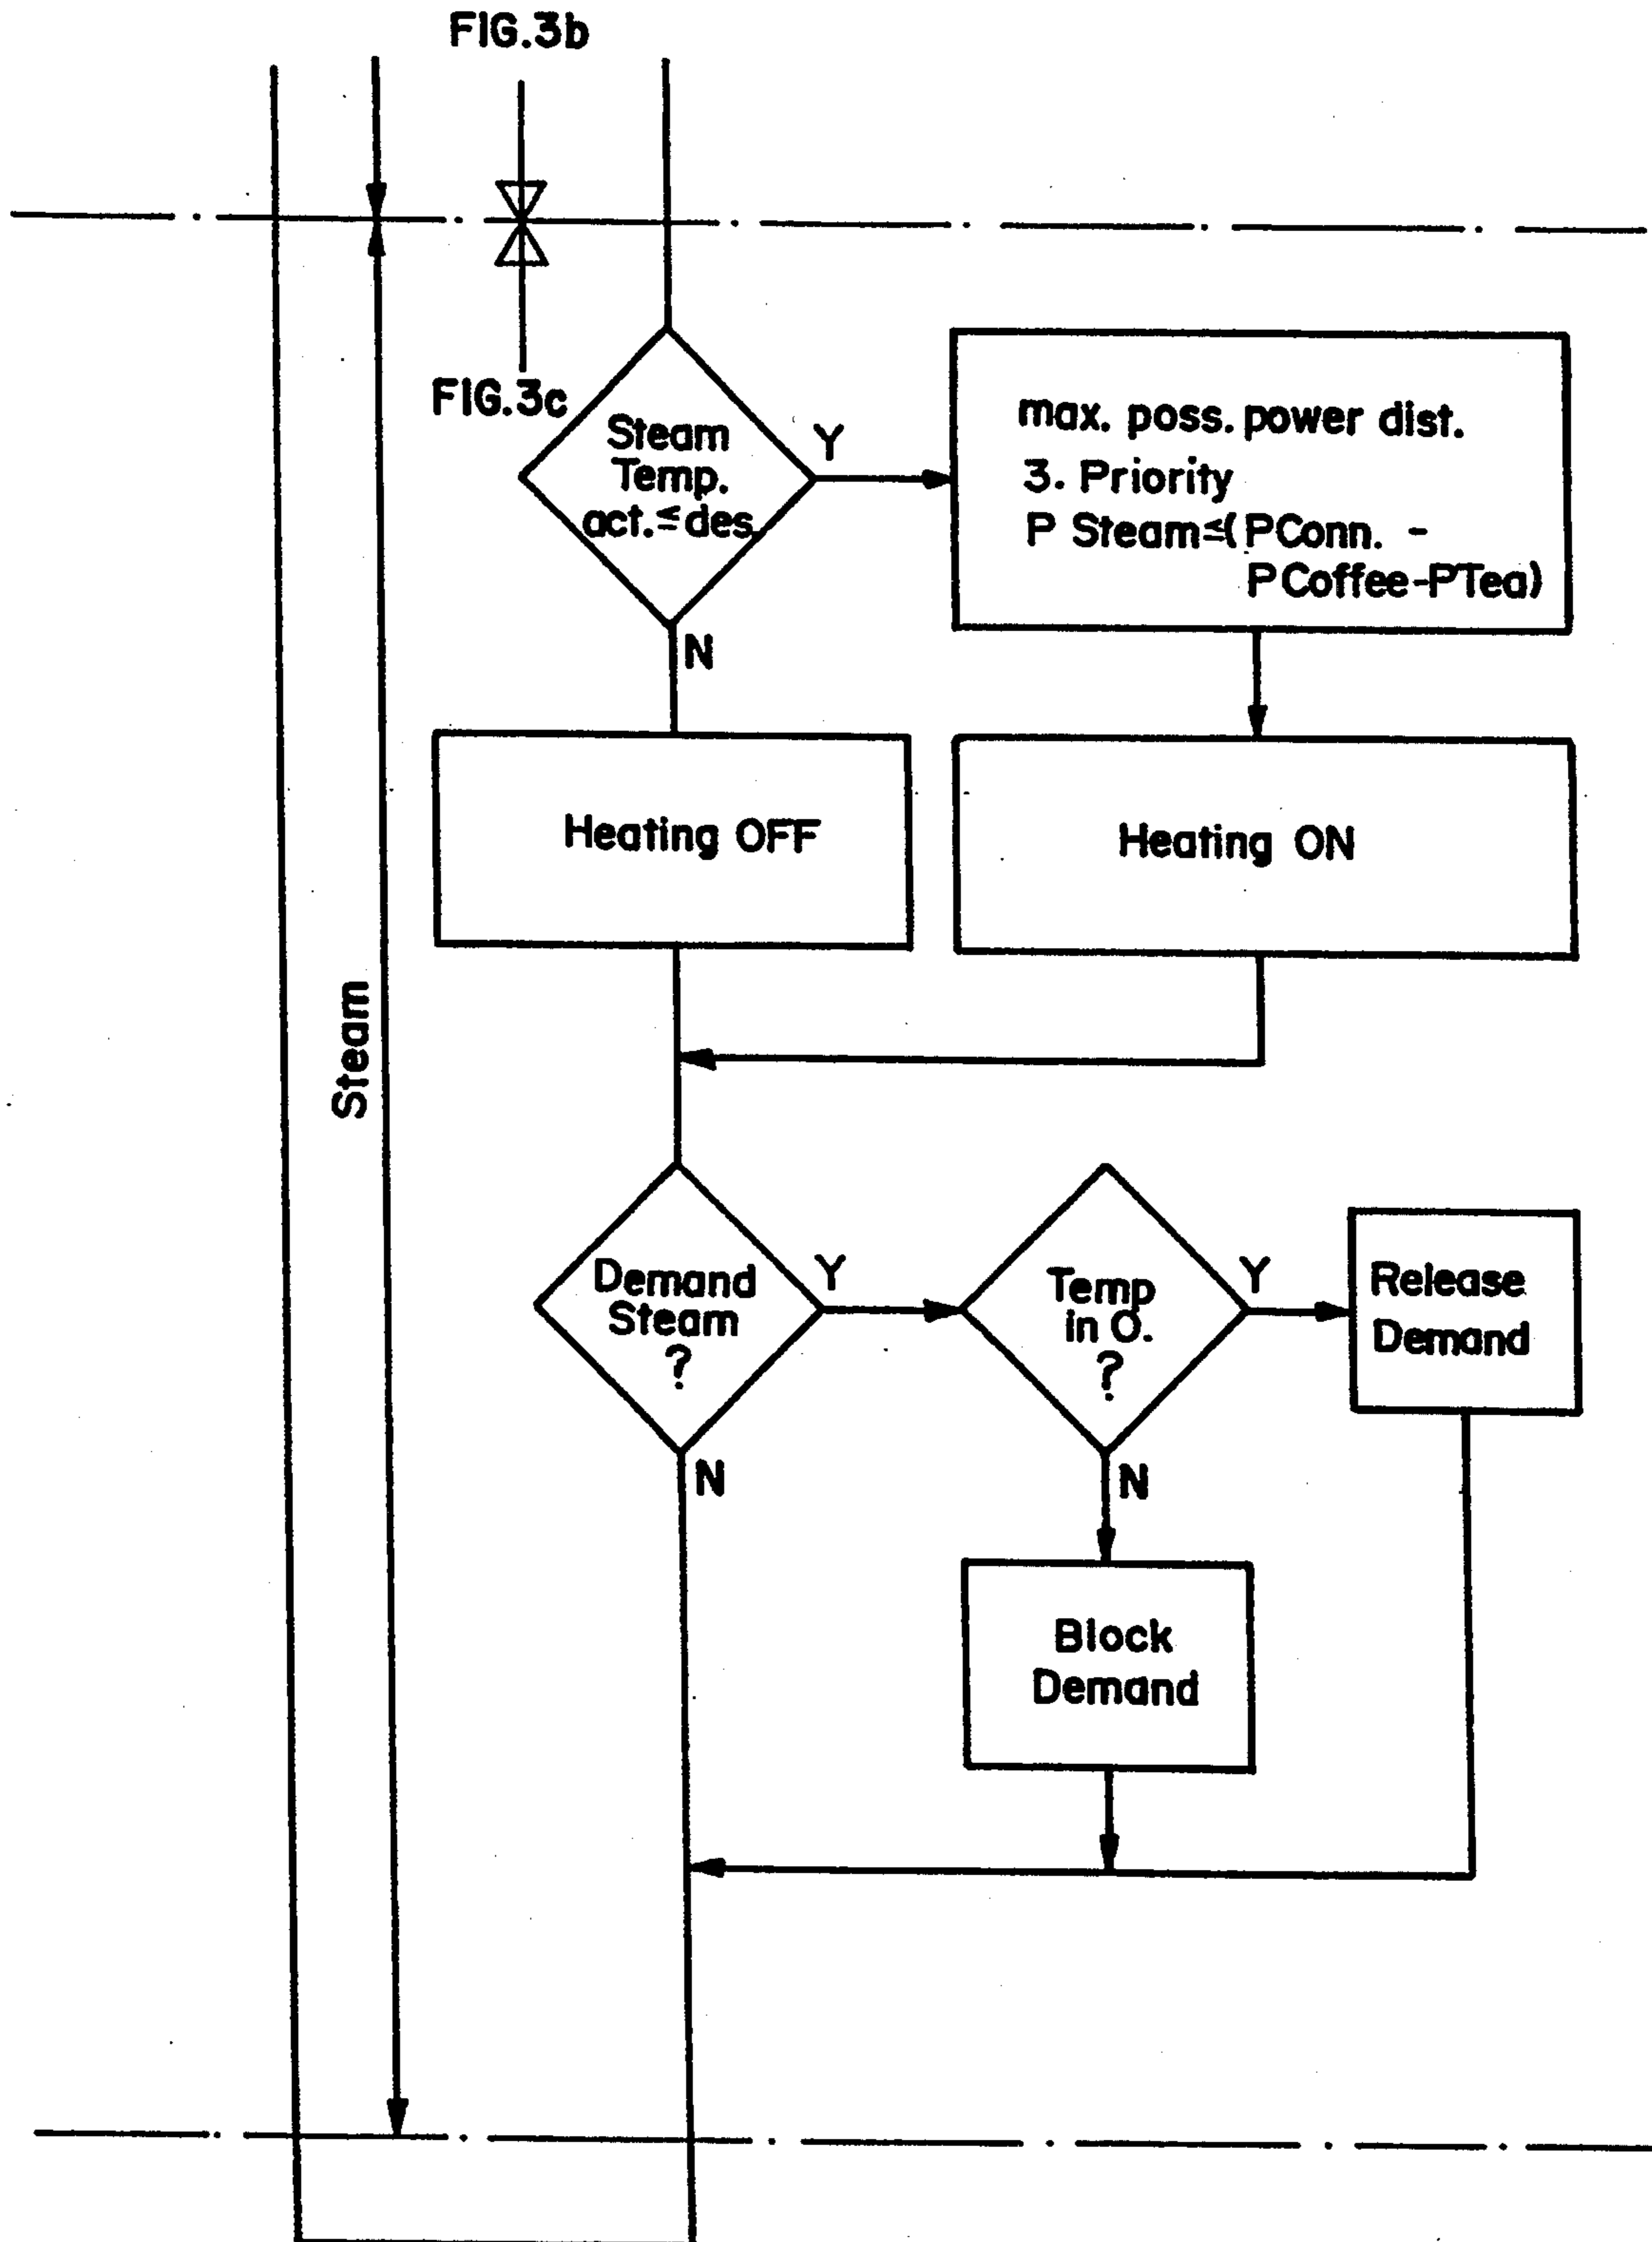 FIG.3b
FIG.3c
Steam
Temp.
act.≤des.
Y
N
max. poss. power dist.
3. Priority
P Steam≤(PConn. -
PCoffee-PTea)
Heating OFF
Heating ON
Steam
Demand
Steam
?
Y
N
Temp
in O.
?
Y
N
Release
Demand
Block
Demand